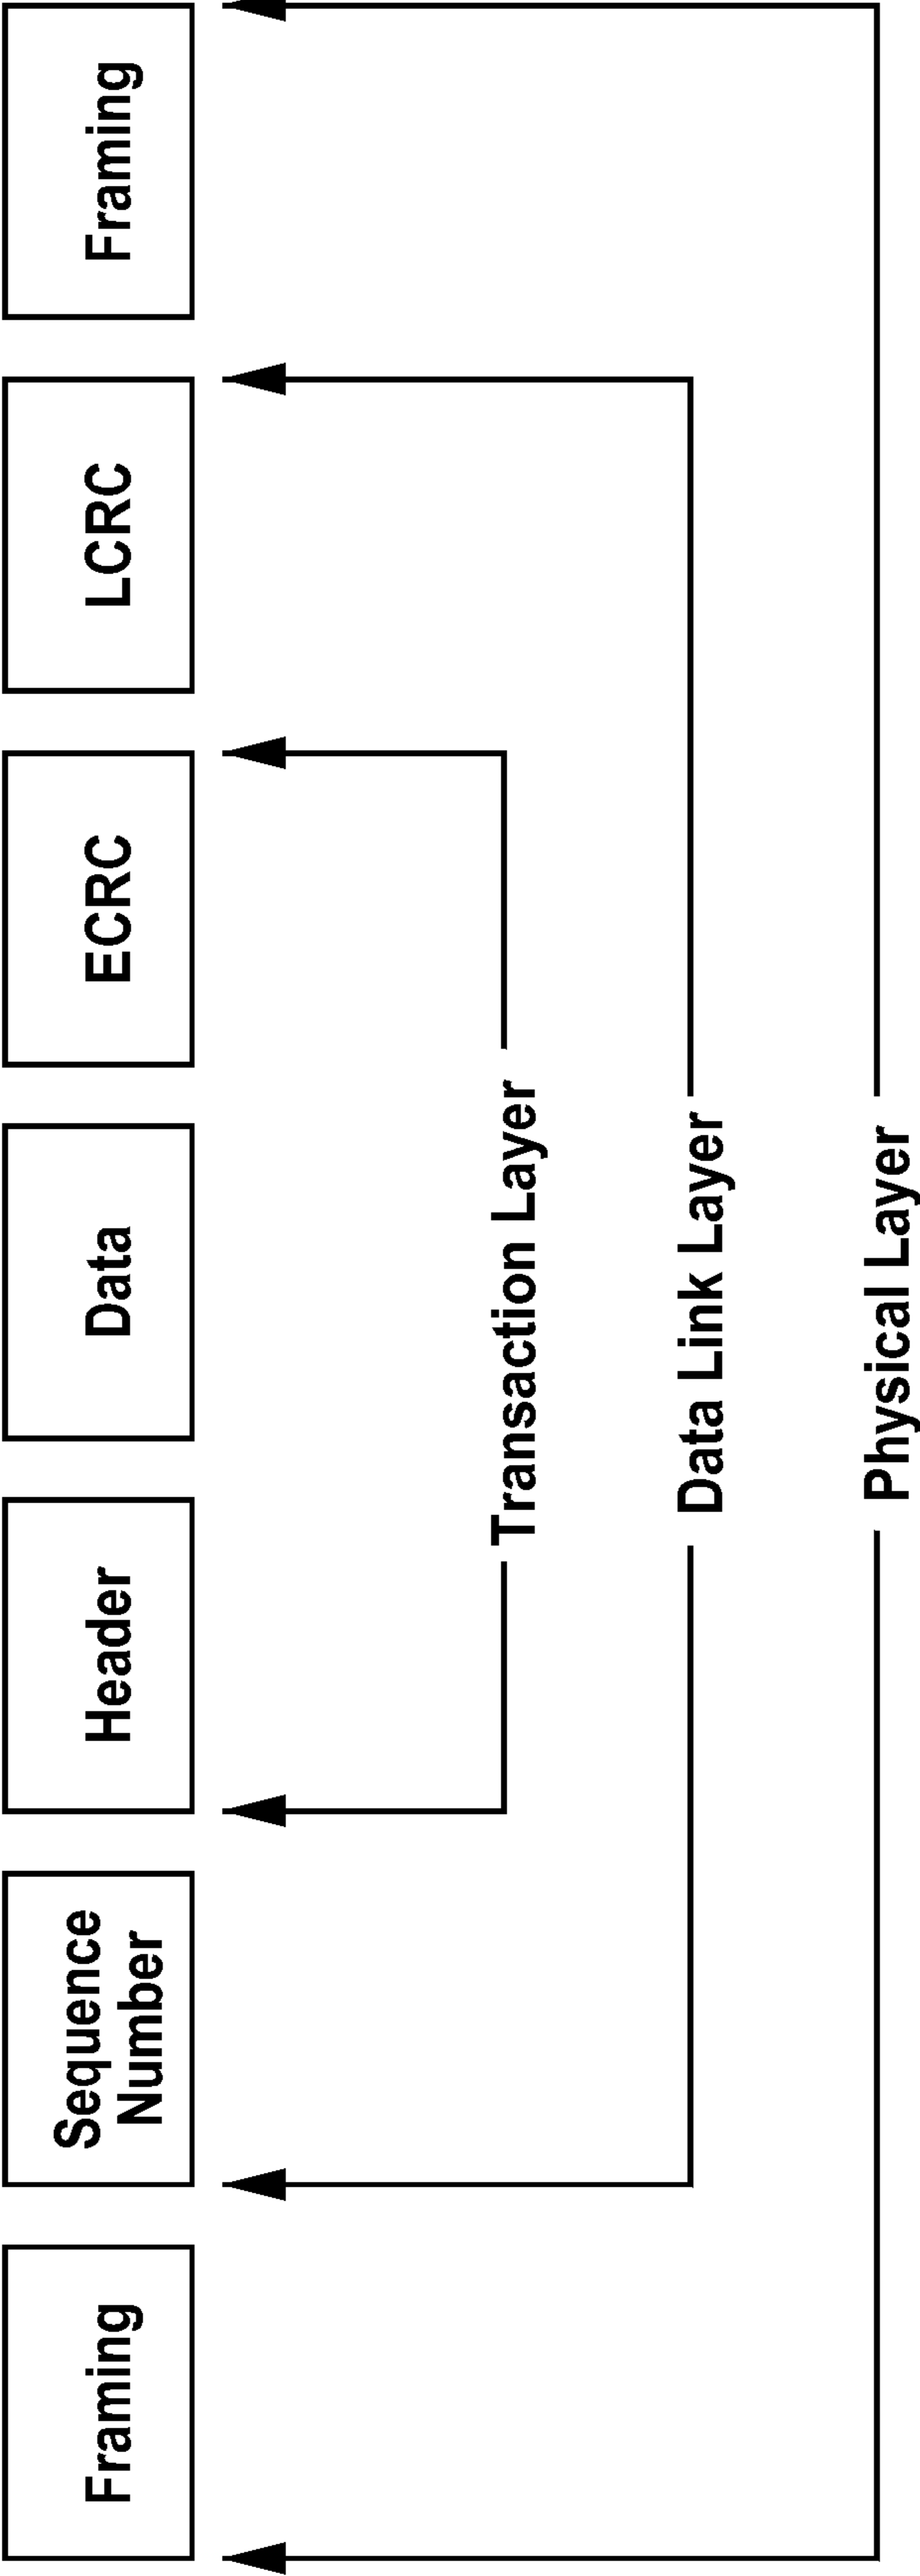 Framing
Sequence
Number
Header
Data
ECRC
LCRC
Framing
Transaction Layer
Data Link Layer
Physical Layer